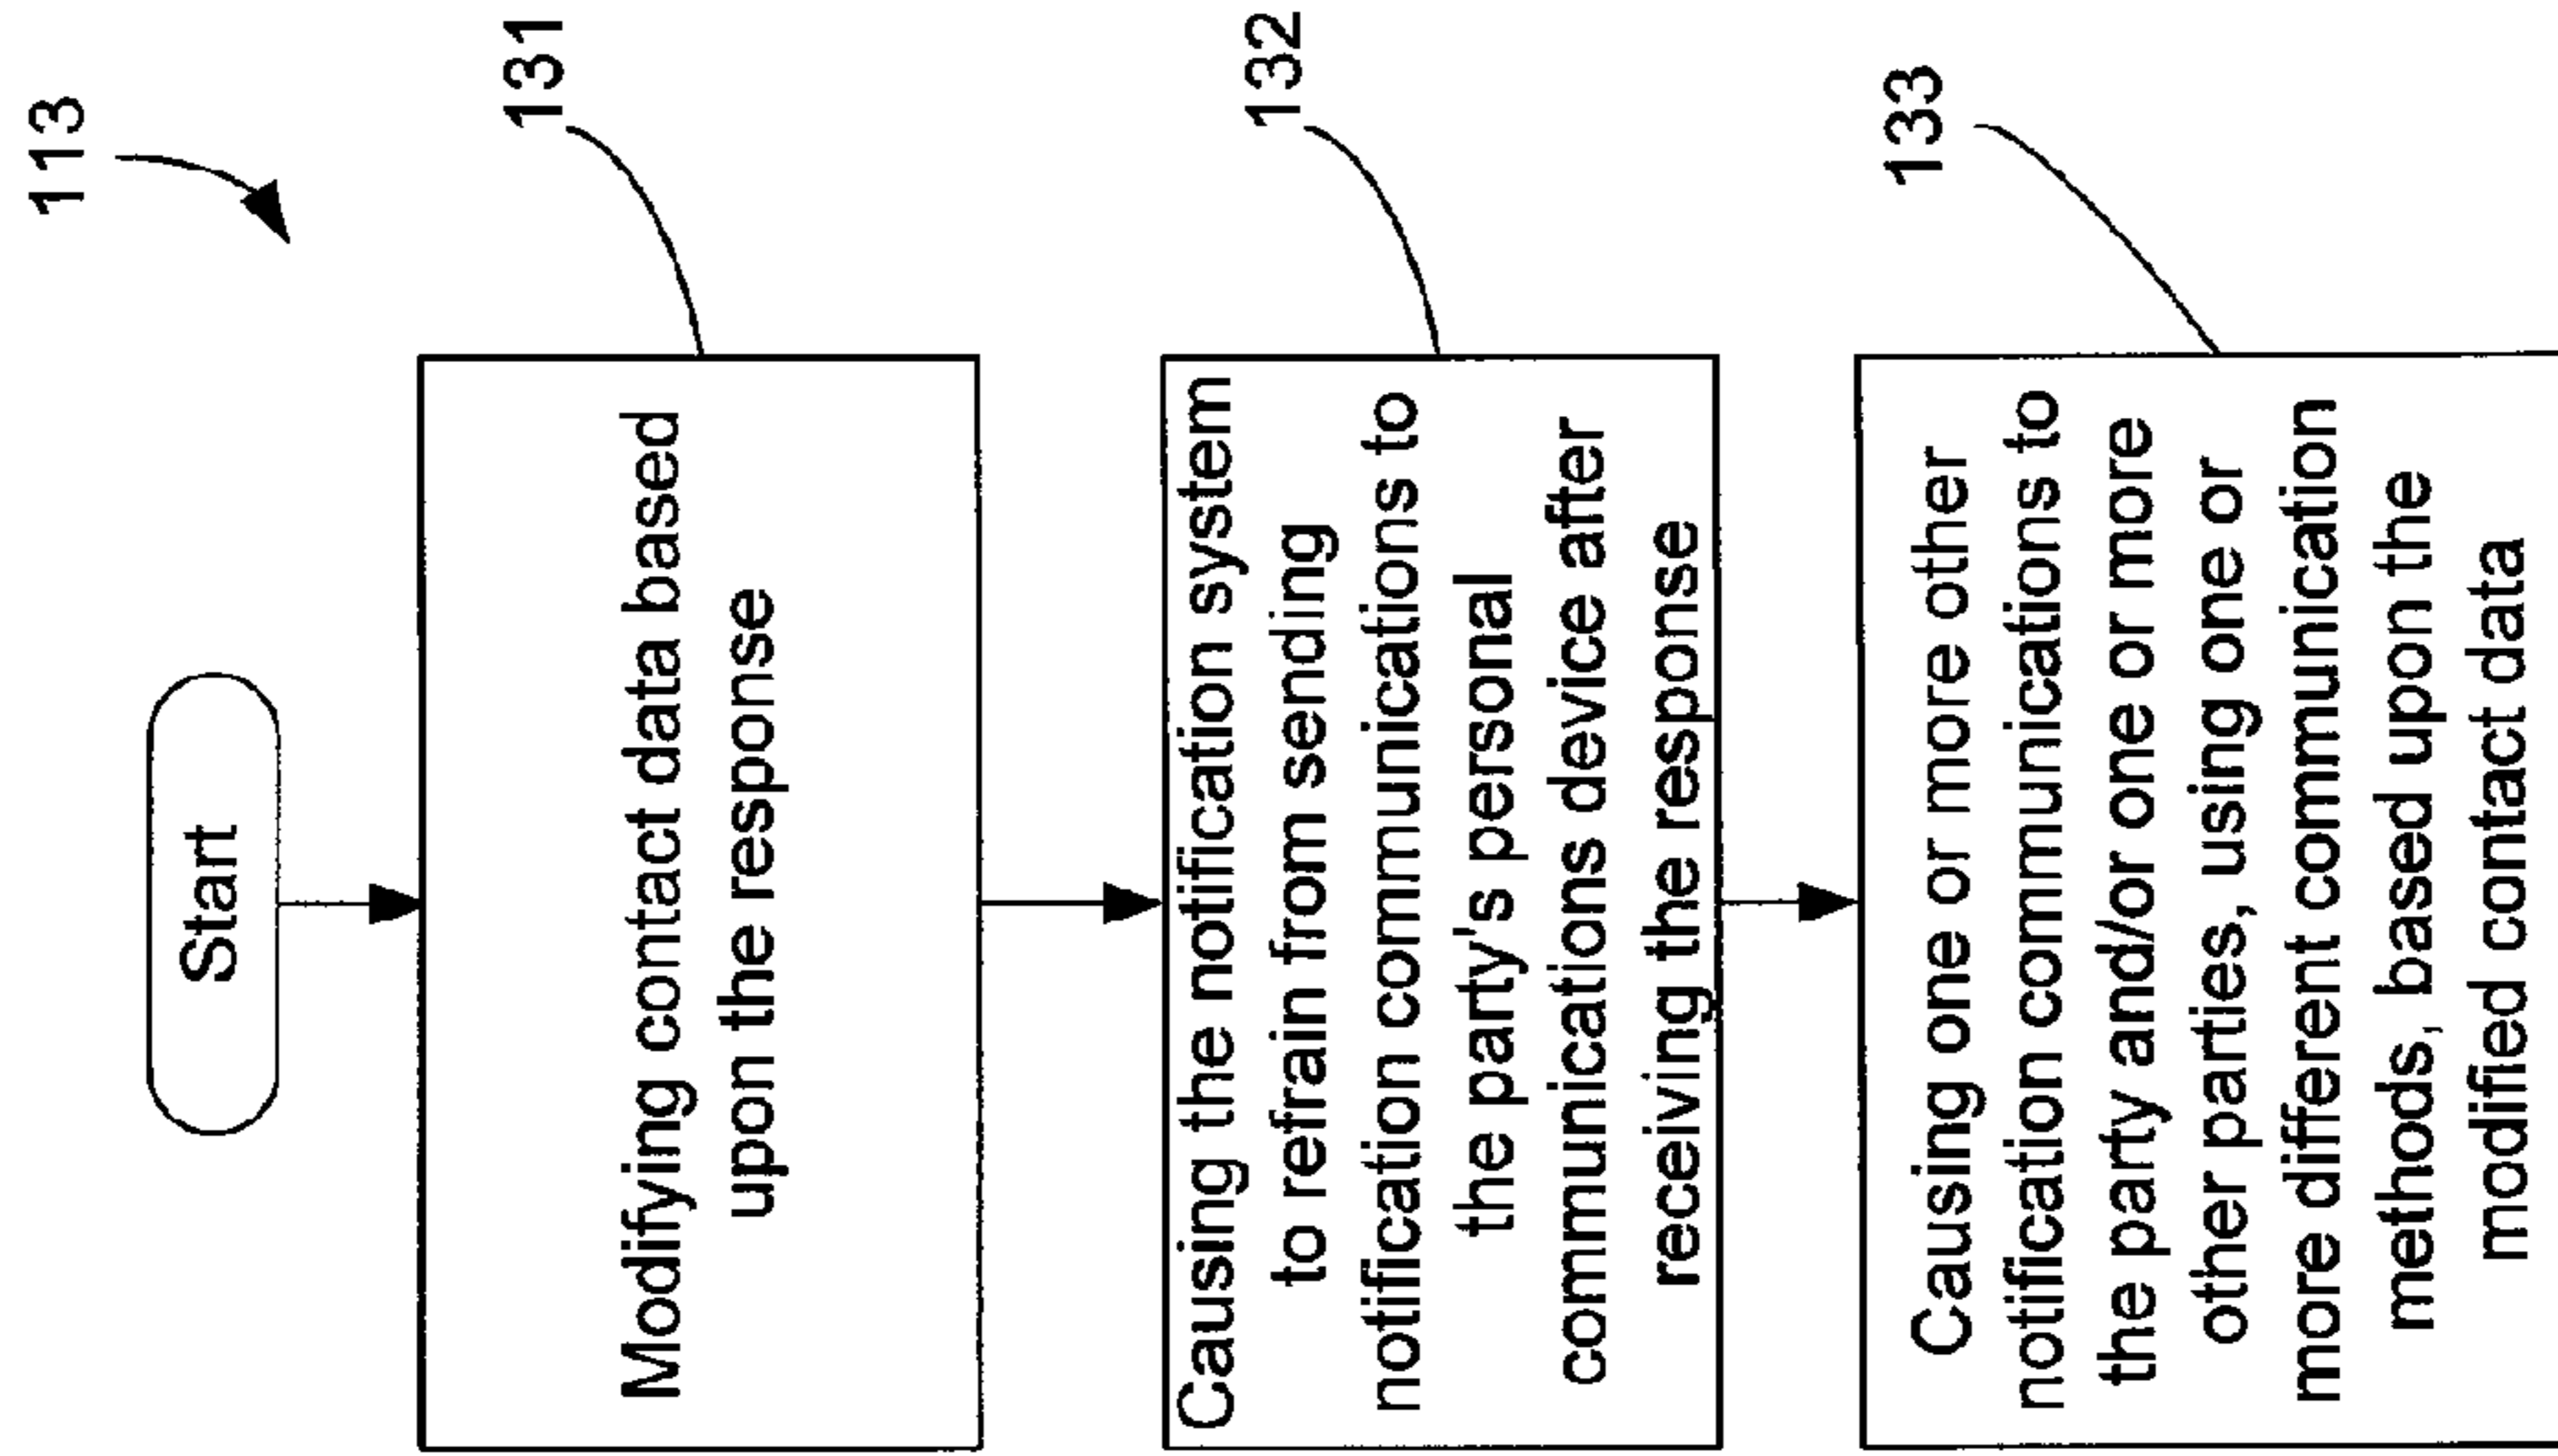 113
Start
131
Modifying contact data based
upon the response
132
Causing the notification system
to refrain from sending
notification communications to
the party's personal
communications device after
receiving the response
133
Causing one or more other
notification communications to
the party and/or one or more
other parties, using one or
more different communication
methods, based upon the
modified contact data